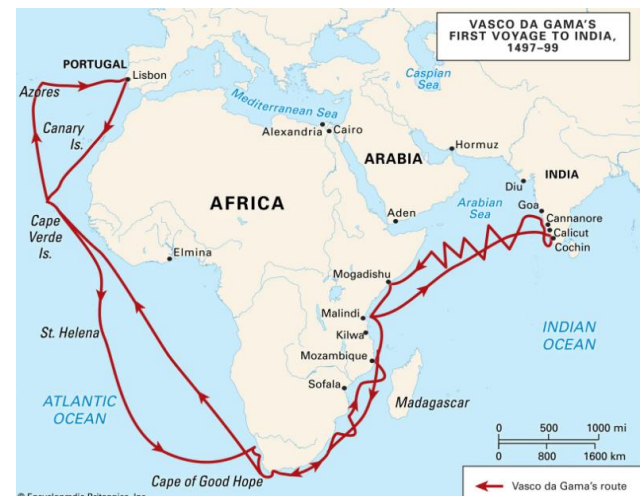 VASCO DA GAMA'S
FIRST VOYAGE TO INDIA,
1497–99
PORTUGAL
Lisbon
Azores
Caspian
Sea
Mediterranean Sea
Canary
Is.
Alexandria
Cairo
Hormuz
ARABIA
INDIA
Diu
AFRICA
Arabian
Sea
Goa
Cannanore
Aden
Calicut
Cochin
Cape
Verde
Is.
Elmina
Mogadishu
Malindi
INDIAN
OCEAN
St. Helena
Kilwa
Mozambique
Sofala
Madagascar
ATLANTIC
OCEAN
0 500 1000 mi
0 800 1600 km
Cape of Good Hope
Vasco da Gama's route
© Encyclopædia Britannica, Inc.